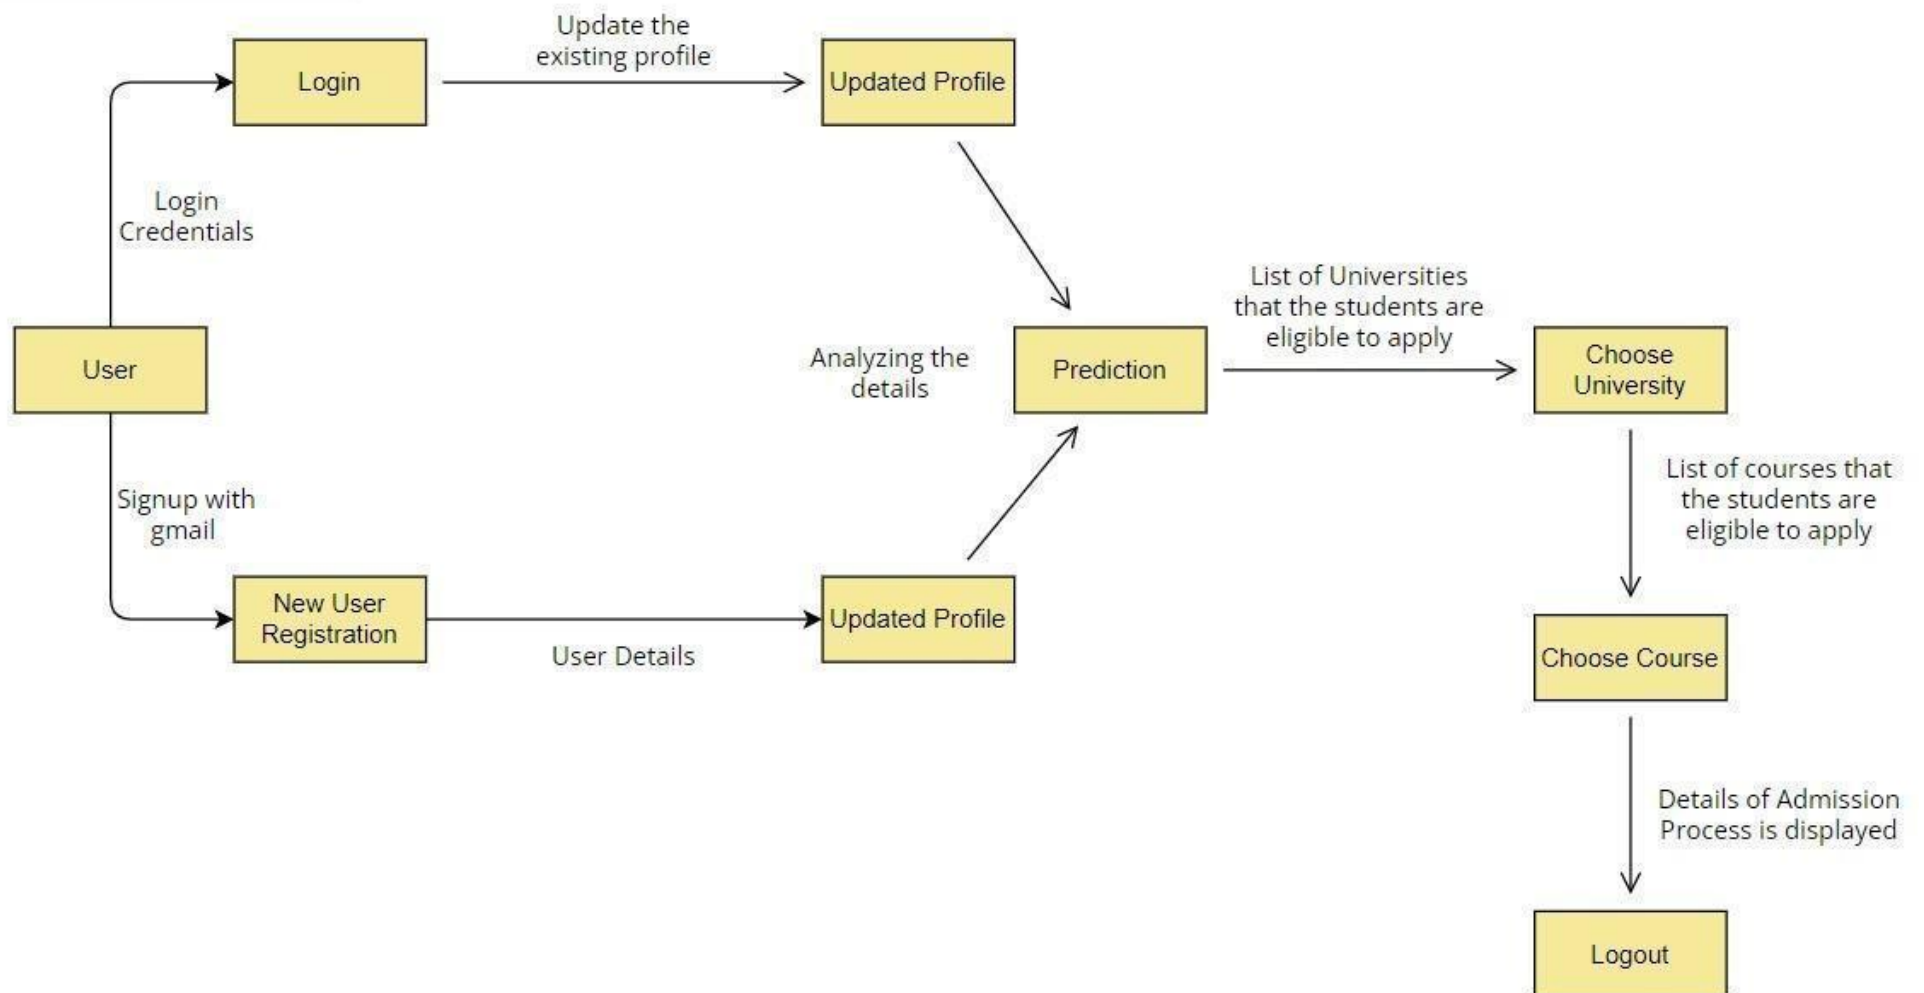 Update the
existing profile
Login
Updated Profile
Login
Credentials
List of Universities
that the students are
eligible to apply
User
Analyzing the
details
Prediction
Choose
University
Signup with
gmail
List of courses that
the students are
eligible to apply
New User
Registration
User Details
Updated Profile
Choose Course
Details of Admission
Process is displayed
Logout